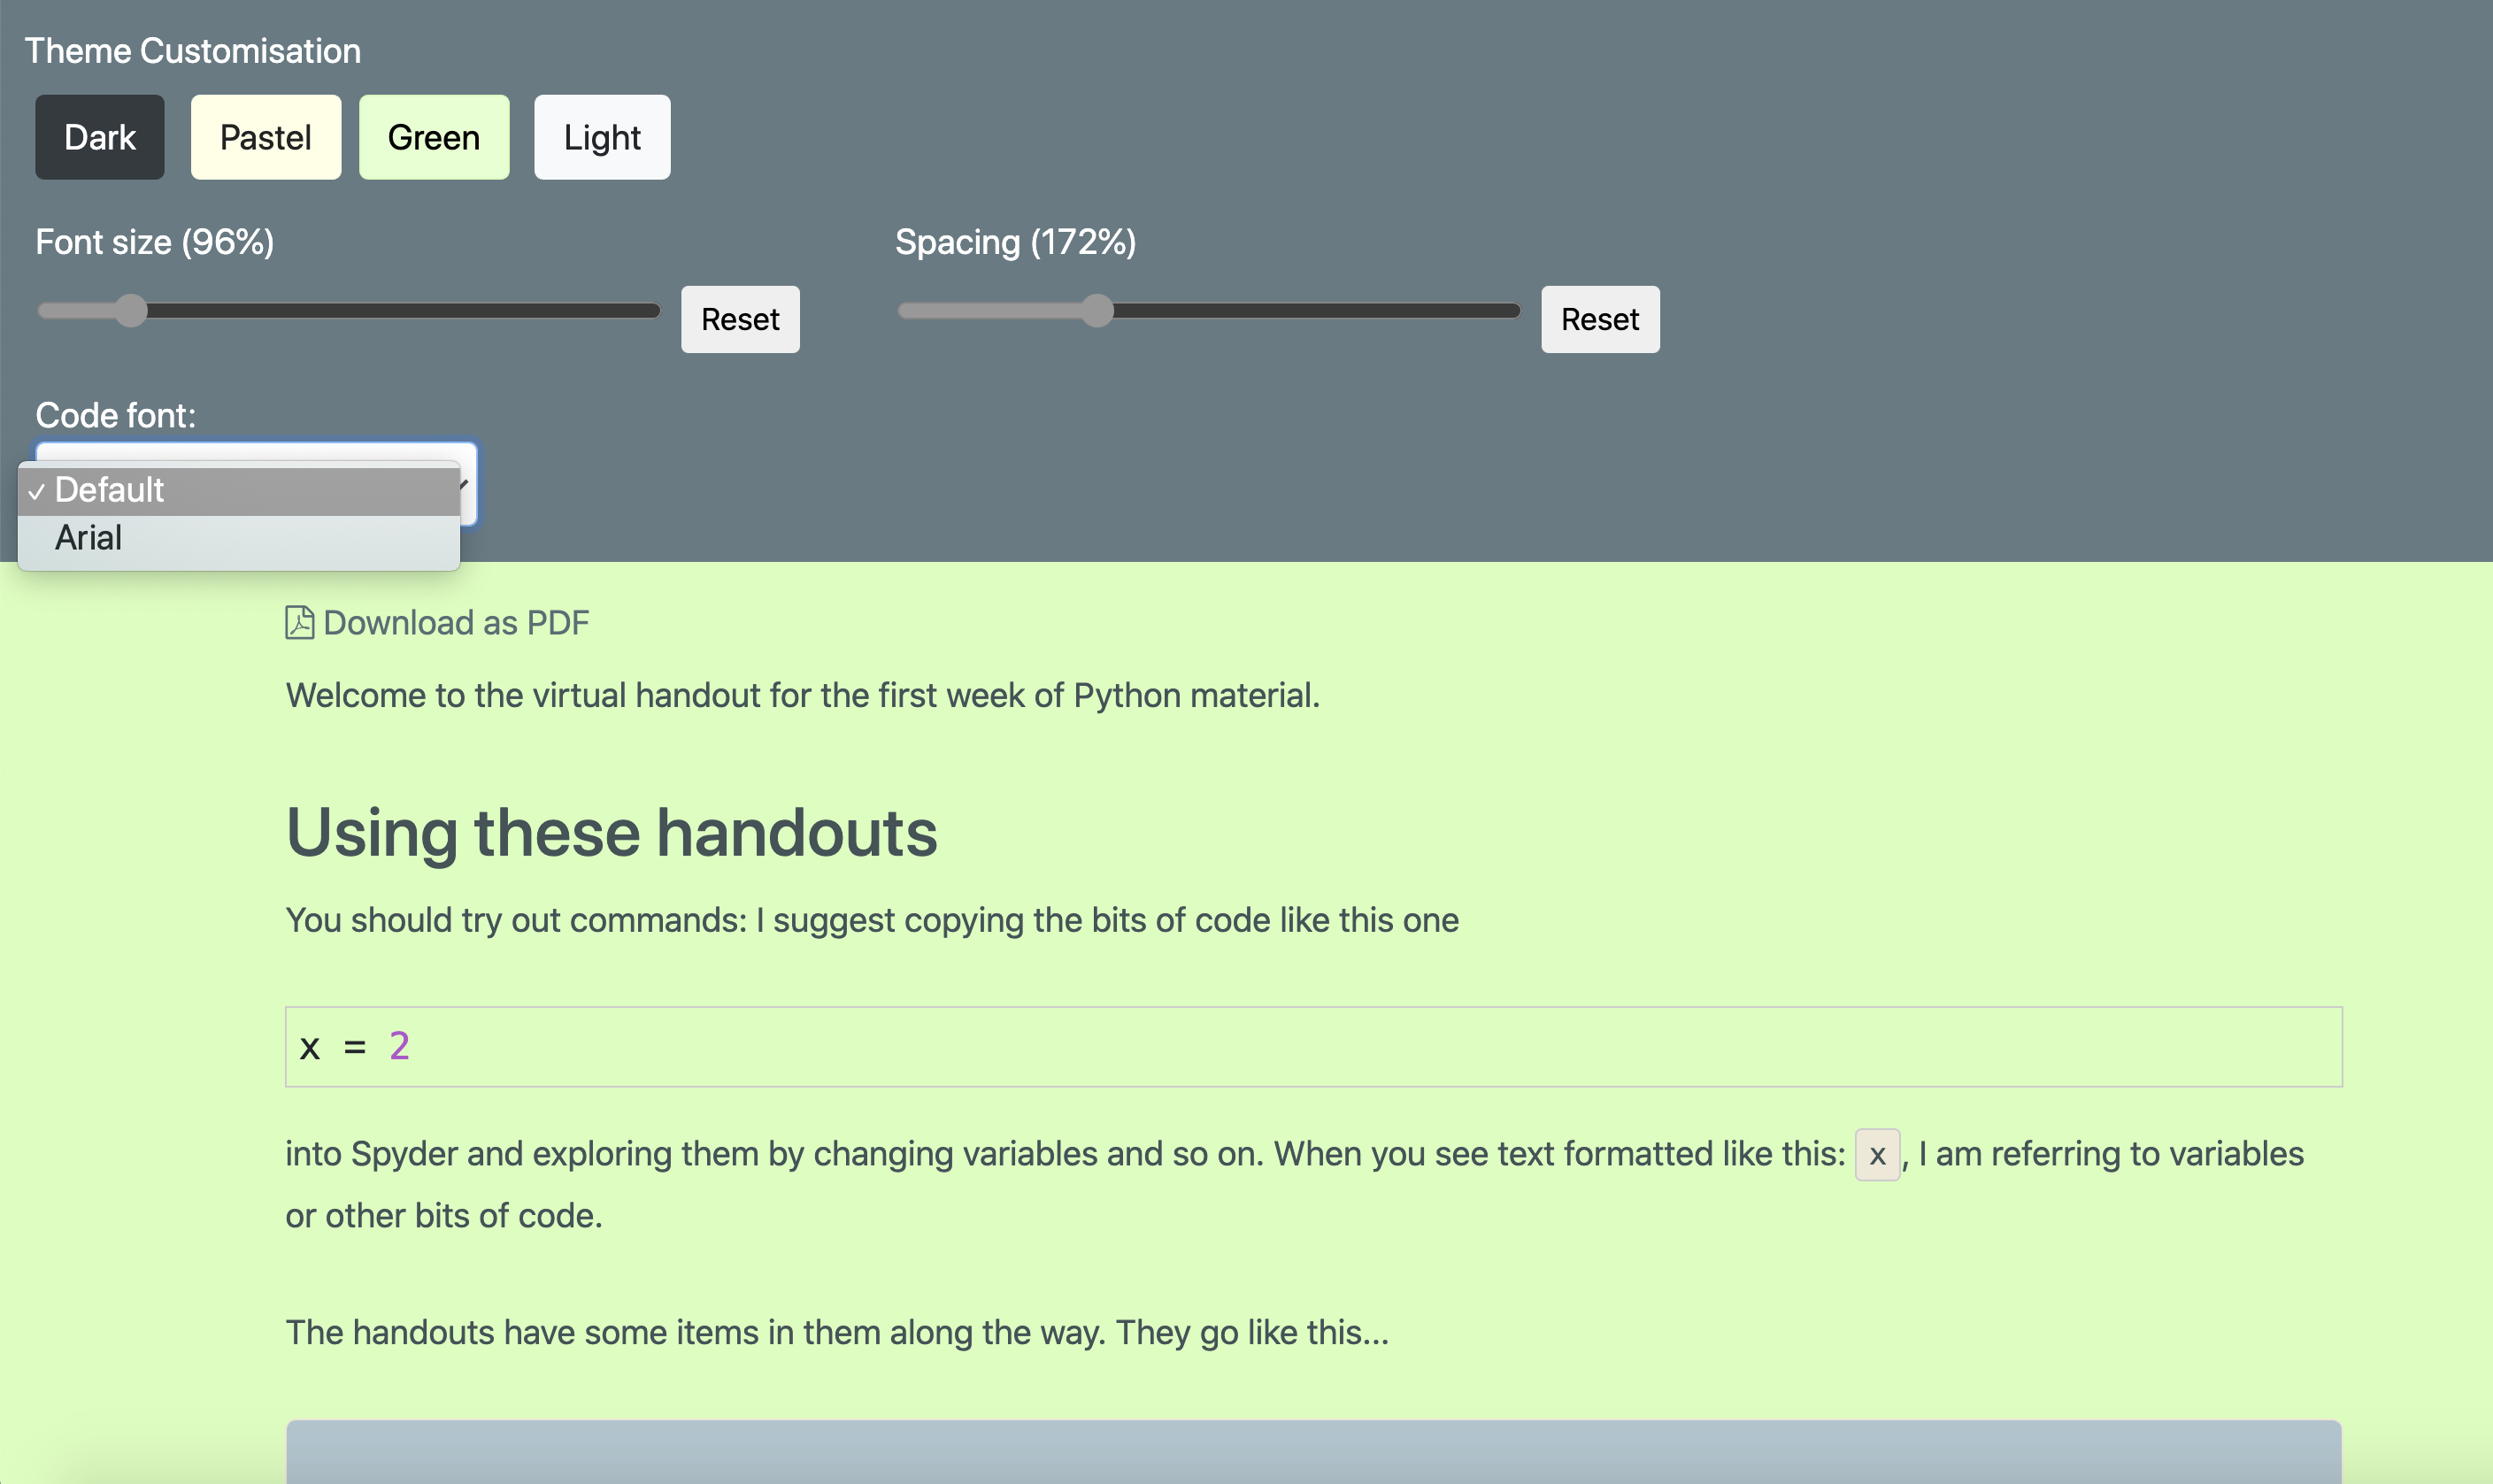 Theme Customisation
Dark Pastel Green Light
Font size (96%) Spacing (172%)
Reset Reset
Code font:
✓ Default
Arial
Download as PDF
Welcome to the virtual handout for the first week of Python material.
Using these handouts
You should try out commands: I suggest copying the bits of code like this one
x = 2
into Spyder and exploring them by changing variables and so on. When you see text formatted like this: x, I am referring to variables
or other bits of code.
The handouts have some items in them along the way. They go like this...